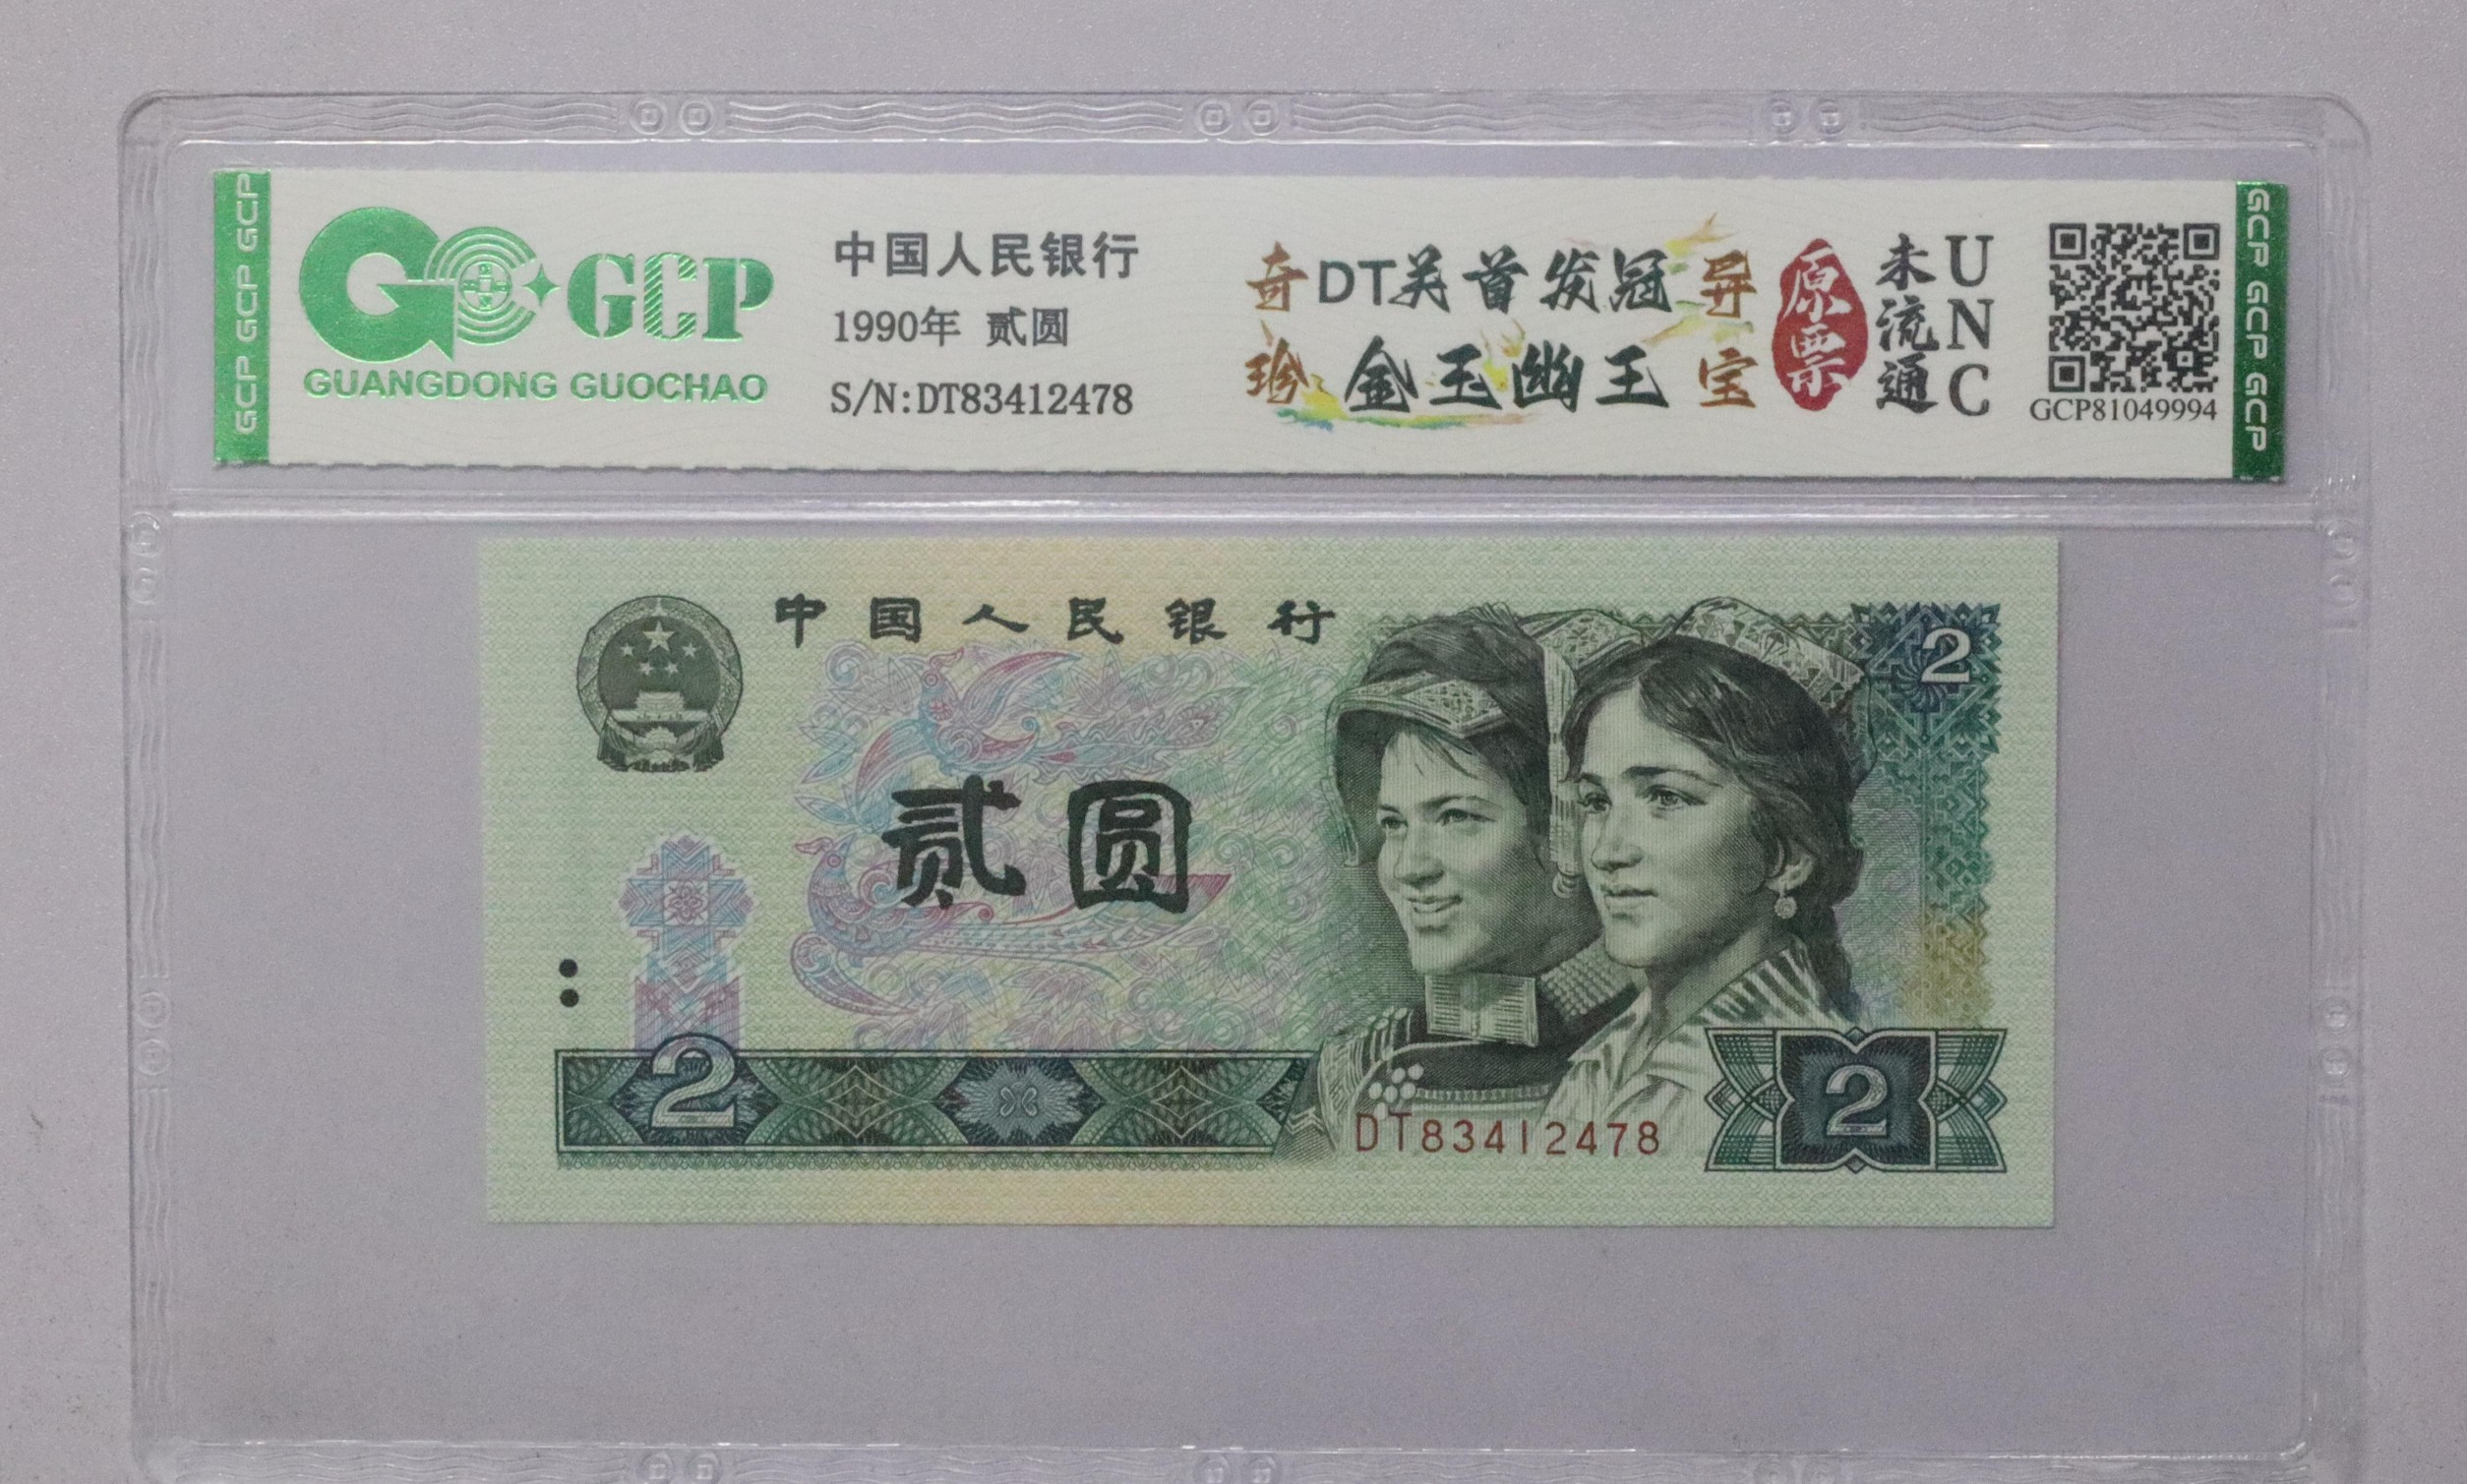 GCP GCP GCP
GCP
GUANGDONG GUOCHAO
中国人民银行
1990年 贰圆
S/N:DT83412478
奇珍
DT关首发冠
金玉幽王
异宝
原票
未流通
UNC
GCP81049994
GCP GCP GCP
中国人民银行
2
贰圆
2
DT83412478
2